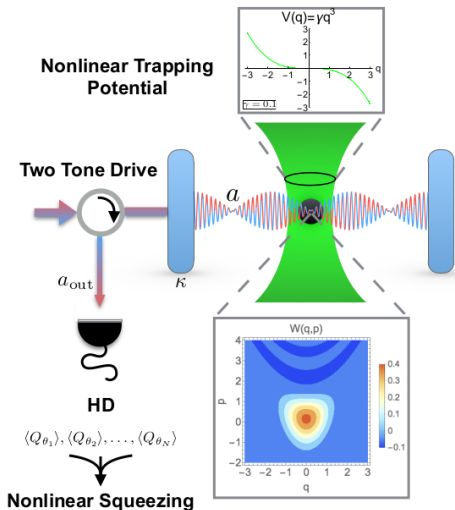 V(q)=γq³
3
2
1
q
−3 −2 −1 1 2 3
−1
−2
−3
γ = 0.1
Nonlinear Trapping
Potential
Two Tone Drive
a
a_out
κ
HD
⟨Q_θ₁⟩, ⟨Q_θ₂⟩, . . . , ⟨Q_θ_N⟩
Nonlinear Squeezing
W(q,p)
4
3
2
1
0
−1
−2
p
−3 −2 −1 0 1 2 3
q
0.4
0.3
0.2
0.1
0
−0.1